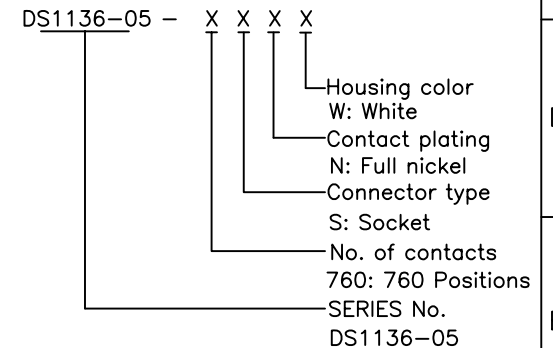 DS1136-05 - X X X X
Housing color
W: White
Contact plating
N: Full nickel
Connector type
S: Socket
No. of contacts
760: 760 Positions
SERIES No.
DS1136-05